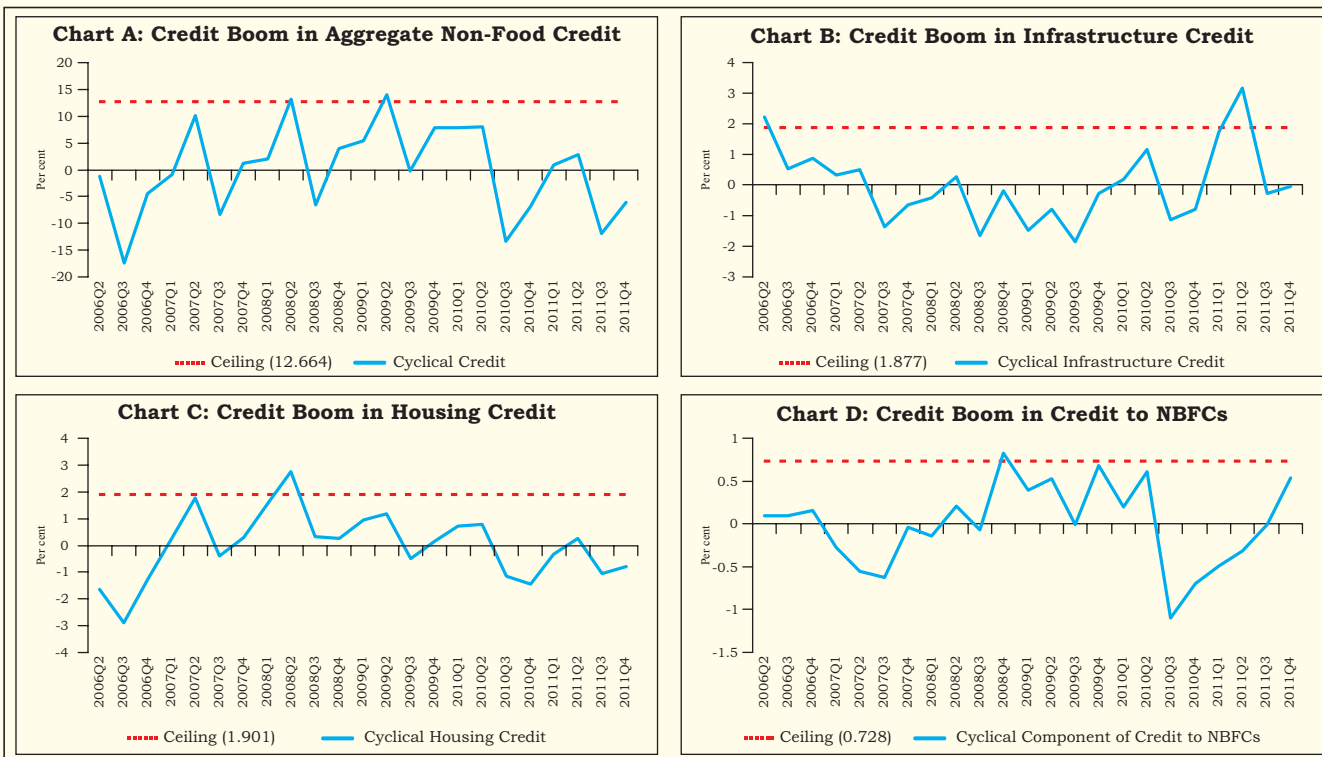 Chart A: Credit Boom in Aggregate Non-Food Credit
20
15
10
5
0
-5
-10
-15
-20
Per cent
2006Q2
2006Q3
2006Q4
2007Q1
2007Q2
2007Q3
2007Q4
2008Q1
2008Q2
2008Q3
2008Q4
2009Q1
2009Q2
2009Q3
2009Q4
2010Q1
2010Q2
2010Q3
2010Q4
2011Q1
2011Q2
2011Q3
2011Q4
Ceiling (12.664) Cyclical Credit
Chart B: Credit Boom in Infrastructure Credit
4
3
2
1
0
-1
-2
-3
Per cent
2006Q2
2006Q3
2006Q4
2007Q1
2007Q2
2007Q3
2007Q4
2008Q1
2008Q2
2008Q3
2008Q4
2009Q1
2009Q2
2009Q3
2009Q4
2010Q1
2010Q2
2010Q3
2010Q4
2011Q1
2011Q2
2011Q3
2011Q4
Ceiling (1.877) Cyclical Infrastructure Credit
Chart C: Credit Boom in Housing Credit
4
3
2
1
0
-1
-2
-3
-4
Per cent
2006Q2
2006Q3
2006Q4
2007Q1
2007Q2
2007Q3
2007Q4
2008Q1
2008Q2
2008Q3
2008Q4
2009Q1
2009Q2
2009Q3
2009Q4
2010Q1
2010Q2
2010Q3
2010Q4
2011Q1
2011Q2
2011Q3
2011Q4
Ceiling (1.901) Cyclical Housing Credit
Chart D: Credit Boom in Credit to NBFCs
1
0.5
0
-0.5
-1
-1.5
Per cent
2006Q2
2006Q3
2006Q4
2007Q1
2007Q2
2007Q3
2007Q4
2008Q1
2008Q2
2008Q3
2008Q4
2009Q1
2009Q2
2009Q3
2009Q4
2010Q1
2010Q2
2010Q3
2010Q4
2011Q1
2011Q2
2011Q3
2011Q4
Ceiling (0.728) Cyclical Component of Credit to NBFCs